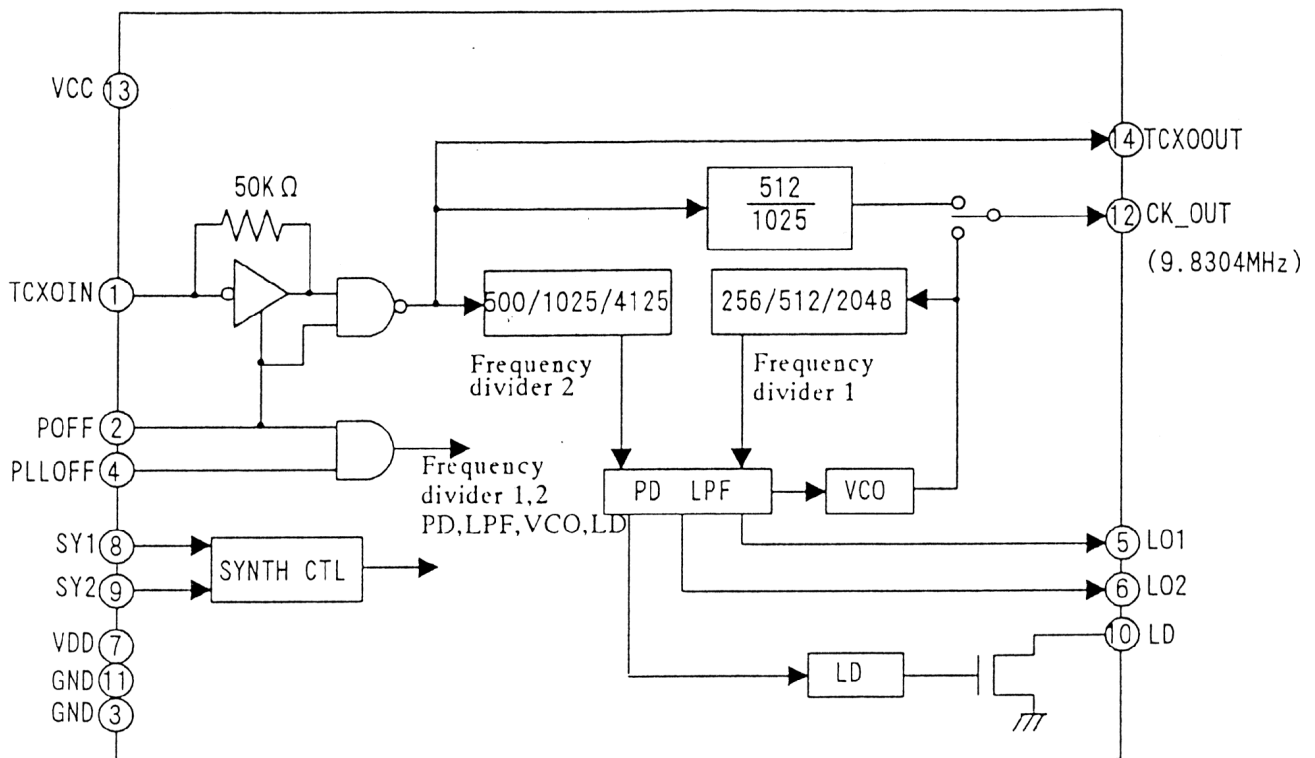 VCC 13
14 TCXOOUT
50KΩ
512
1025
12 CK_OUT
(9.8304MHz)
TCXOIN 1
500/1025/4125
256/512/2048
Frequency
divider 2
Frequency
divider 1
POFF 2
PLLOFF 4
Frequency
divider 1,2
PD,LPF,VCO,LD
PD LPF
VCO
SY1 8
SY2 9
SYNTH CTL
5 LO1
6 LO2
VDD 7
GND 11
GND 3
10 LD
LD